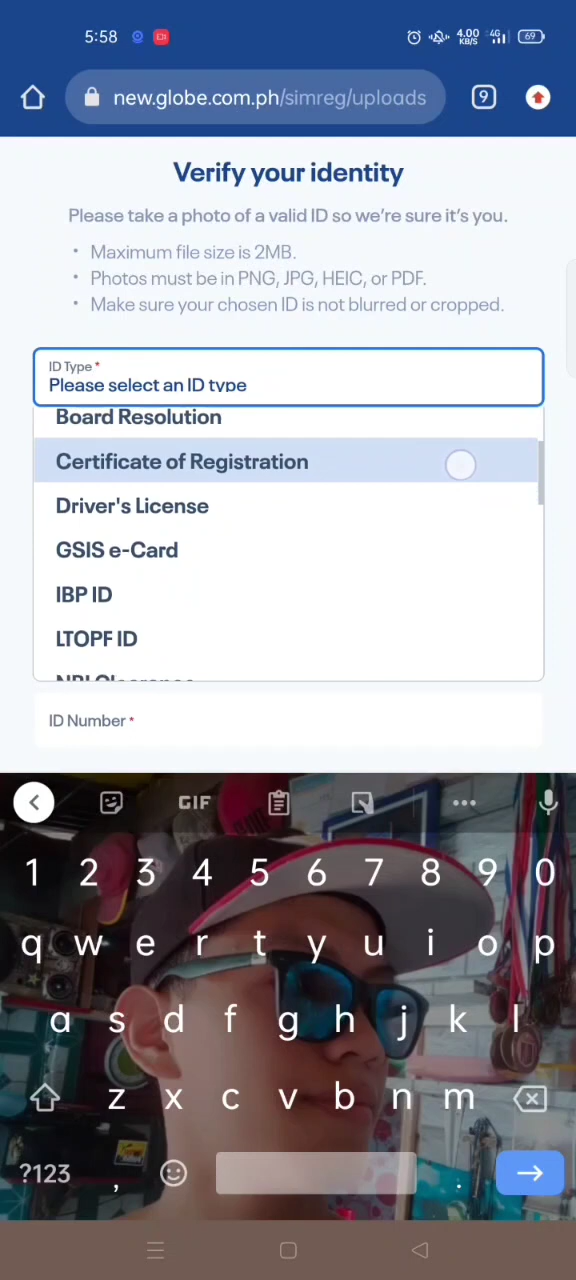 5:58 4.00 KB/S 4G 69
new.globe.com.ph/simreg/uploads 9
Verify your identity
Please take a photo of a valid ID so we're sure it's you.
• Maximum file size is 2MB.
• Photos must be in PNG, JPG, HEIC, or PDF.
• Make sure your chosen ID is not blurred or cropped.
ID Type *
Please select an ID type
Board Resolution
Certificate of Registration
Driver's License
GSIS e-Card
IBP ID
LTOPF ID
NBI Clearance
ID Number *
GIF
1 2 3 4 5 6 7 8 9 0
q w e r t y u i o p
a s d f g h j k l
z x c v b n m
?123 , .